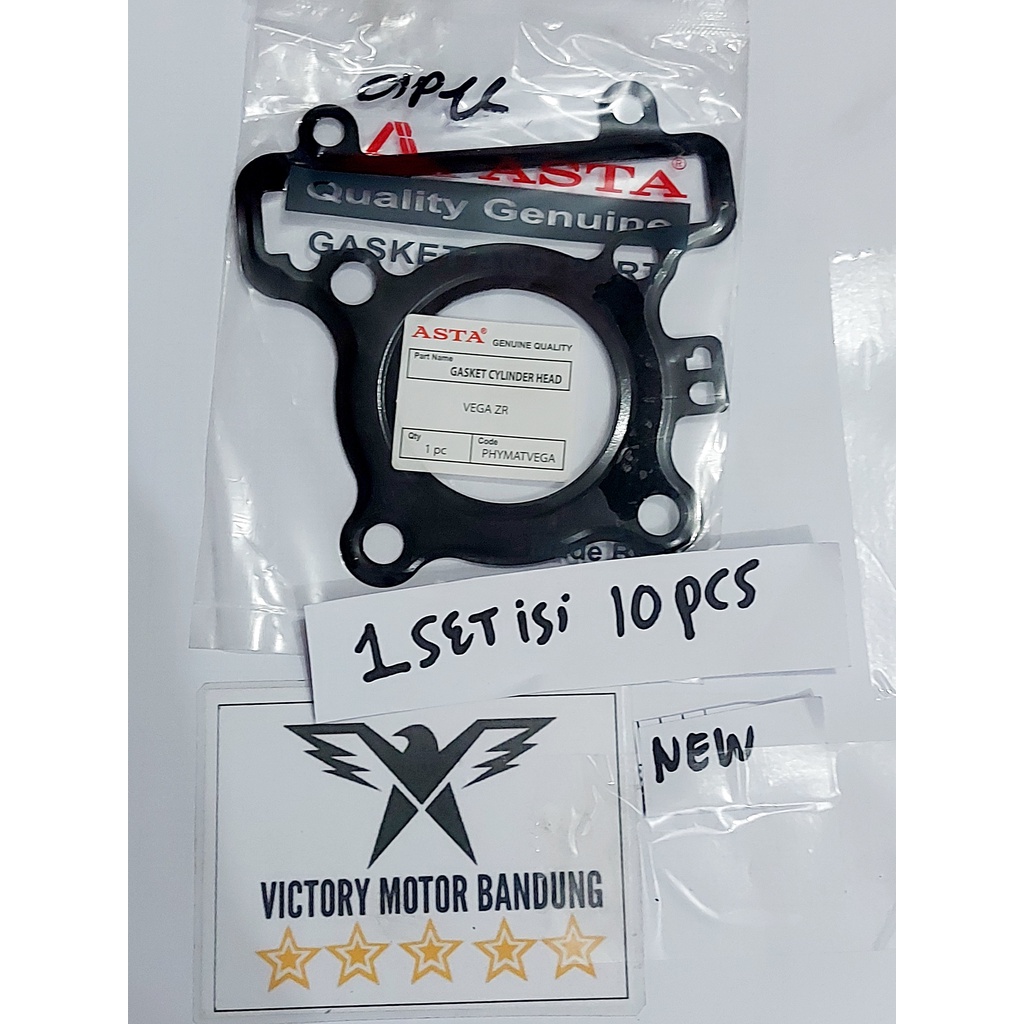 ASTA®
Quality Genuine
GASKET
ASTA®
GENUINE QUALITY
Part Name
GASKET CYLINDER HEAD
VEGA ZR
Qty
1 pc
Code
PHYMATVEGA
1 SET isi 10 pcs
NEW
VICTORY MOTOR BANDUNG